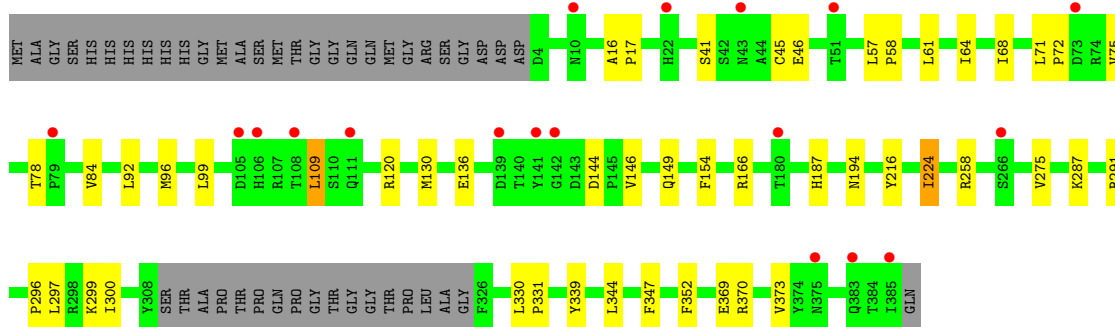 MET ALA GLY SER HIS HIS HIS HIS HIS HIS GLY MET ALA SER MET THR GLY GLY GLN GLN MET GLY ARG SER GLY ASP ASP ASP D4 N10 A16 P17 H22 S41 S42 N43 A44 C45 E46 T51 L57 P58 L61 I64 I68 L71 P72 D73 R74 V75
T78 P79 V84 L92 M96 L99 D105 H106 R107 T108 L109 S110 Q111 R120 M130 E136 D139 T140 Y141 G142 D143 D144 P145 V146 Q149 F154 R166 T180 H187 N194 Y216 I224 R258 S266 V275 K287
P296 L297 R298 K299 I300 Y308 SER THR ALA PRO THR PRO GLN PRO GLY THR GLY GLY THR PRO LEU ALA GLY F326 L330 P331 Y339 L344 F347 F352 E369 R370 V373 Y374 N375 Q383 T384 I385 GLN